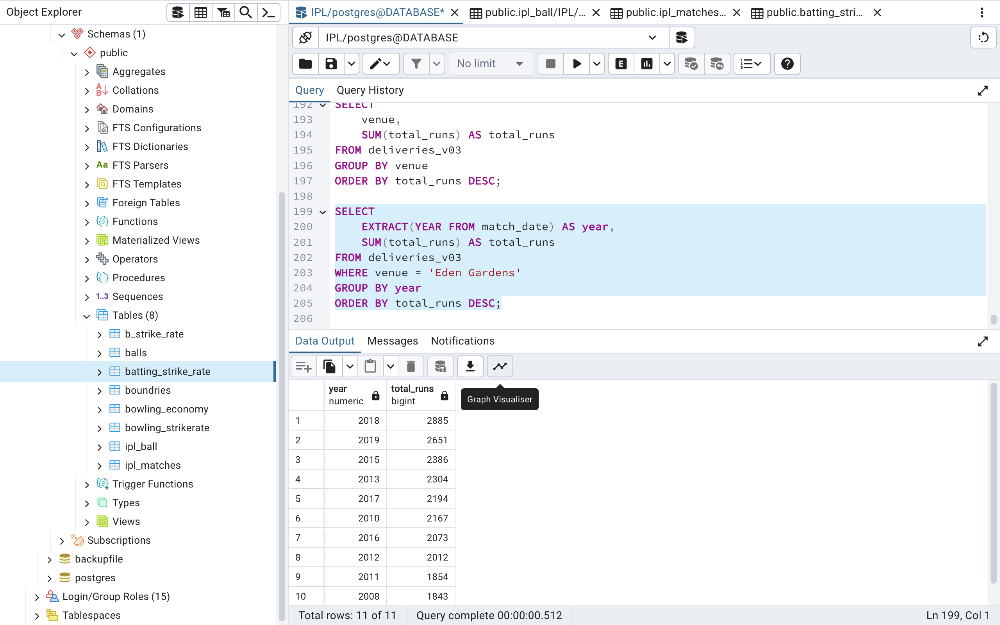 Object Explorer
Schemas (1)
public
Aggregates
Collations
Domains
FTS Configurations
FTS Dictionaries
Aa FTS Parsers
FTS Templates
Foreign Tables
Functions
Materialized Views
Operators
Procedures
1..3 Sequences
Tables (8)
b_strike_rate
balls
batting_strike_rate
boundries
bowling_economy
bowling_strikerate
ipl_ball
ipl_matches
Trigger Functions
Types
Views
Subscriptions
backupfile
postgres
Login/Group Roles (15)
Tablespaces
IPL/postgres@DATABASE* public.ipl_ball/IPL/... public.ipl_matches... public.batting_stri...
IPL/postgres@DATABASE
No limit E
Query Query History
192 SELECT
193 venue,
194 SUM(total_runs) AS total_runs
195 FROM deliveries_v03
196 GROUP BY venue
197 ORDER BY total_runs DESC;
198
199 SELECT
200 EXTRACT(YEAR FROM match_date) AS year,
201 SUM(total_runs) AS total_runs
202 FROM deliveries_v03
203 WHERE venue = 'Eden Gardens'
204 GROUP BY year
205 ORDER BY total_runs DESC;
206
Data Output Messages Notifications
Graph Visualiser
year total_runs
numeric bigint
1 2018 2885
2 2019 2651
3 2015 2386
4 2013 2304
5 2017 2194
6 2010 2167
7 2016 2073
8 2012 2012
9 2011 1854
10 2008 1843
Total rows: 11 of 11 Query complete 00:00:00.512 Ln 199, Col 1